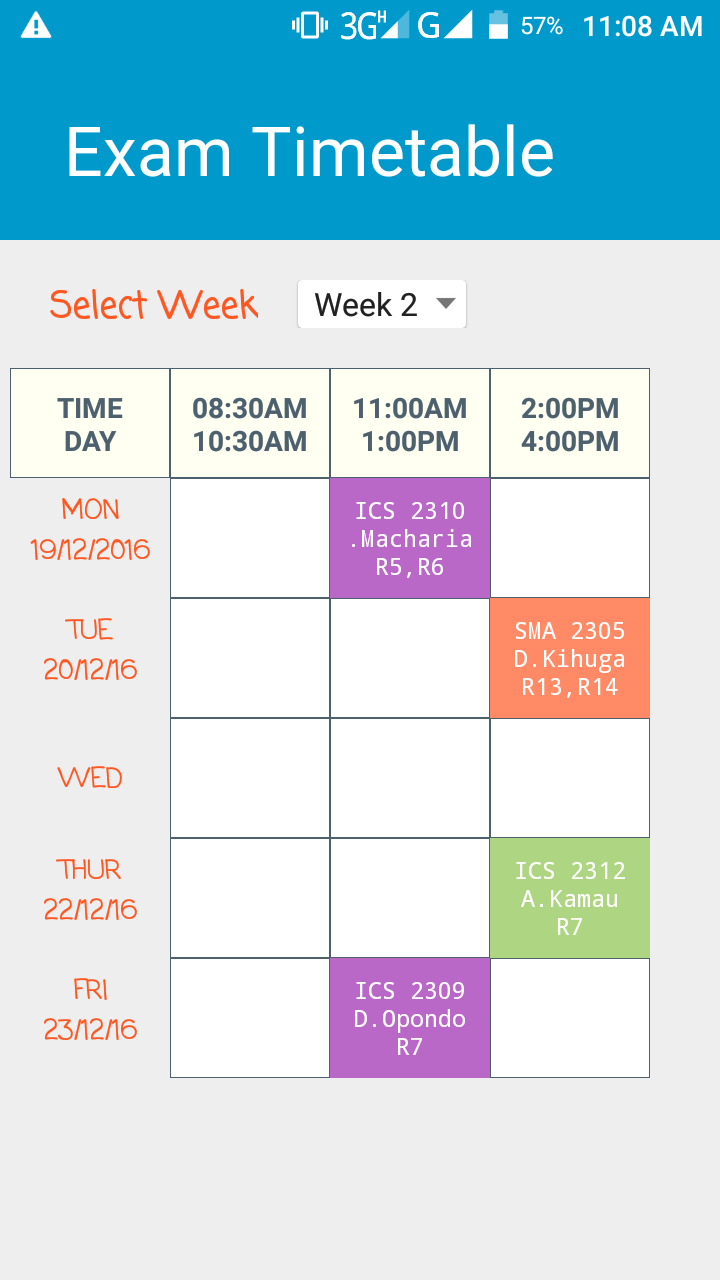 3G H G 57% 11:08 AM
Exam Timetable
Select Week Week 2
TIME 08:30AM 11:00AM 2:00PM
DAY 10:30AM 1:00PM 4:00PM
MON
19/12/2016
ICS 2310
.Macharia
R5,R6
TUE
20/12/16
SMA 2305
D.Kihuga
R13,R14
WED
THUR
22/12/16
ICS 2312
A.Kamau
R7
FRI
23/12/16
ICS 2309
D.Opondo
R7